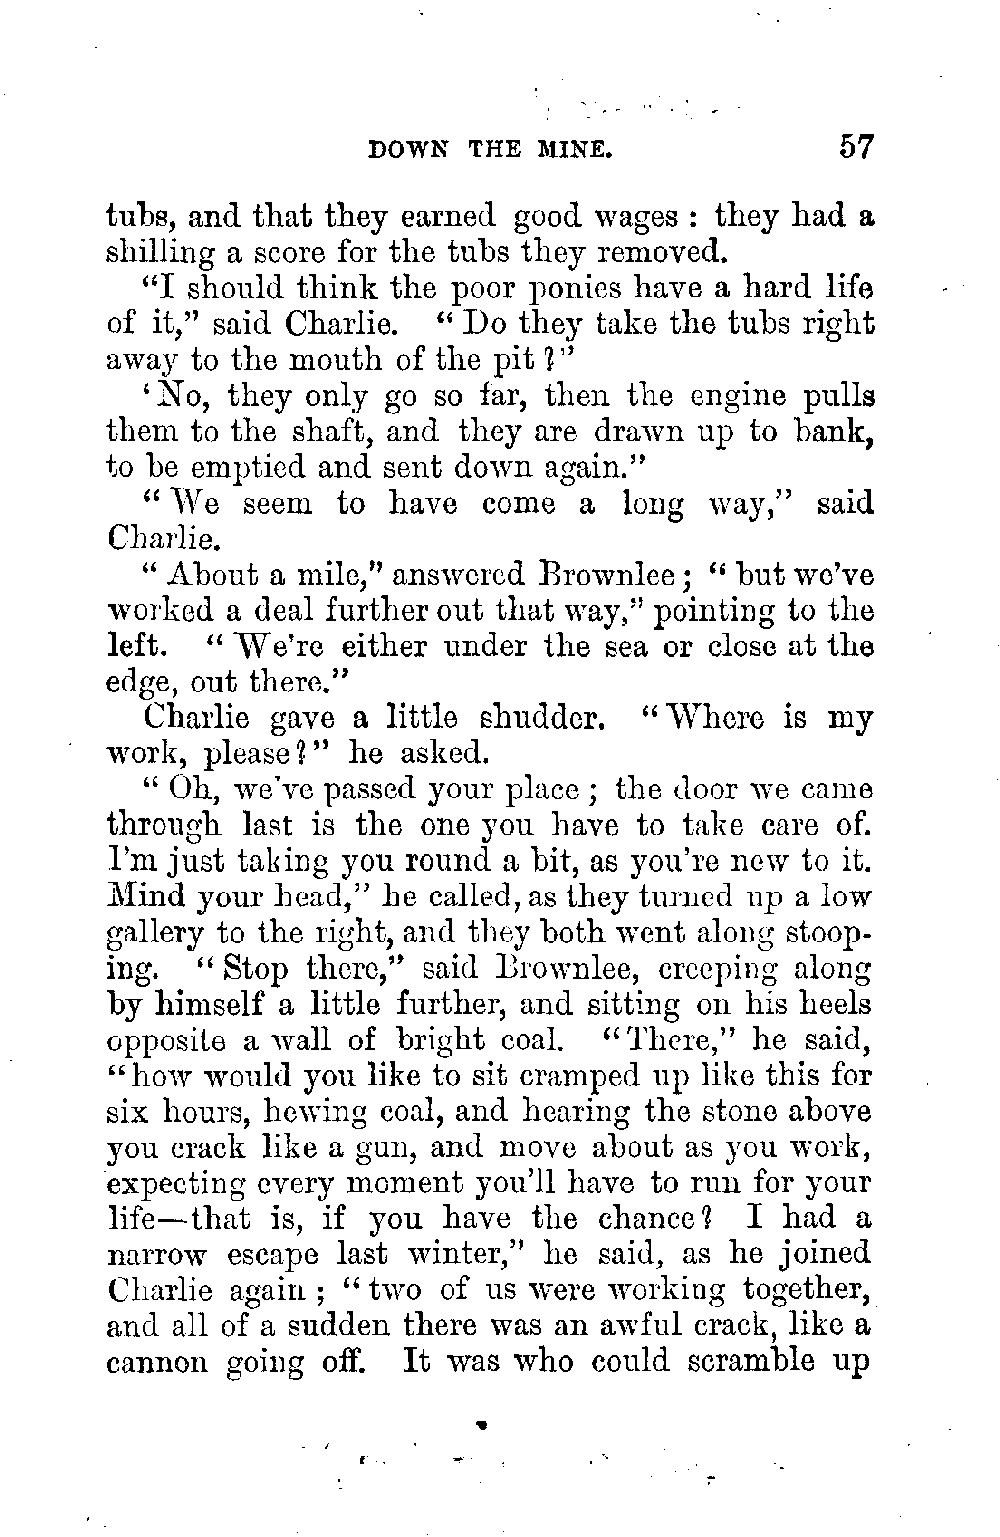 DOWN THE MINE. 57
tubs, and that they earned good wages : they had a
shilling a score for the tubs they removed.
“I should think the poor ponies have a hard life
of it,” said Charlie. “ Do they take the tubs right
away to the mouth of the pit ?”
‘ No, they only go so far, then the engine pulls
them to the shaft, and they are drawn up to bank,
to be emptied and sent down again.”
“ We seem to have come a long way,” said
Charlie.
“ About a mile,” answered Brownlee ; “ but we’ve
worked a deal further out that way,” pointing to the
left. “ We’re either under the sea or close at the
edge, out there.”
Charlie gave a little shudder. “ Where is my
work, please ?” he asked.
“ Oh, we’ve passed your place ; the door we came
through last is the one you have to take care of.
I’m just taking you round a bit, as you’re new to it.
Mind your head,” he called, as they turned up a low
gallery to the right, and they both went along stoop-
ing. “ Stop there,” said Brownlee, creeping along
by himself a little further, and sitting on his heels
opposite a wall of bright coal. “ There,” he said,
“ how would you like to sit cramped up like this for
six hours, hewing coal, and hearing the stone above
you crack like a gun, and move about as you work,
expecting every moment you’ll have to run for your
life—that is, if you have the chance ? I had a
narrow escape last winter,” he said, as he joined
Charlie again ; “ two of us were working together,
and all of a sudden there was an awful crack, like a
cannon going off. It was who could scramble up